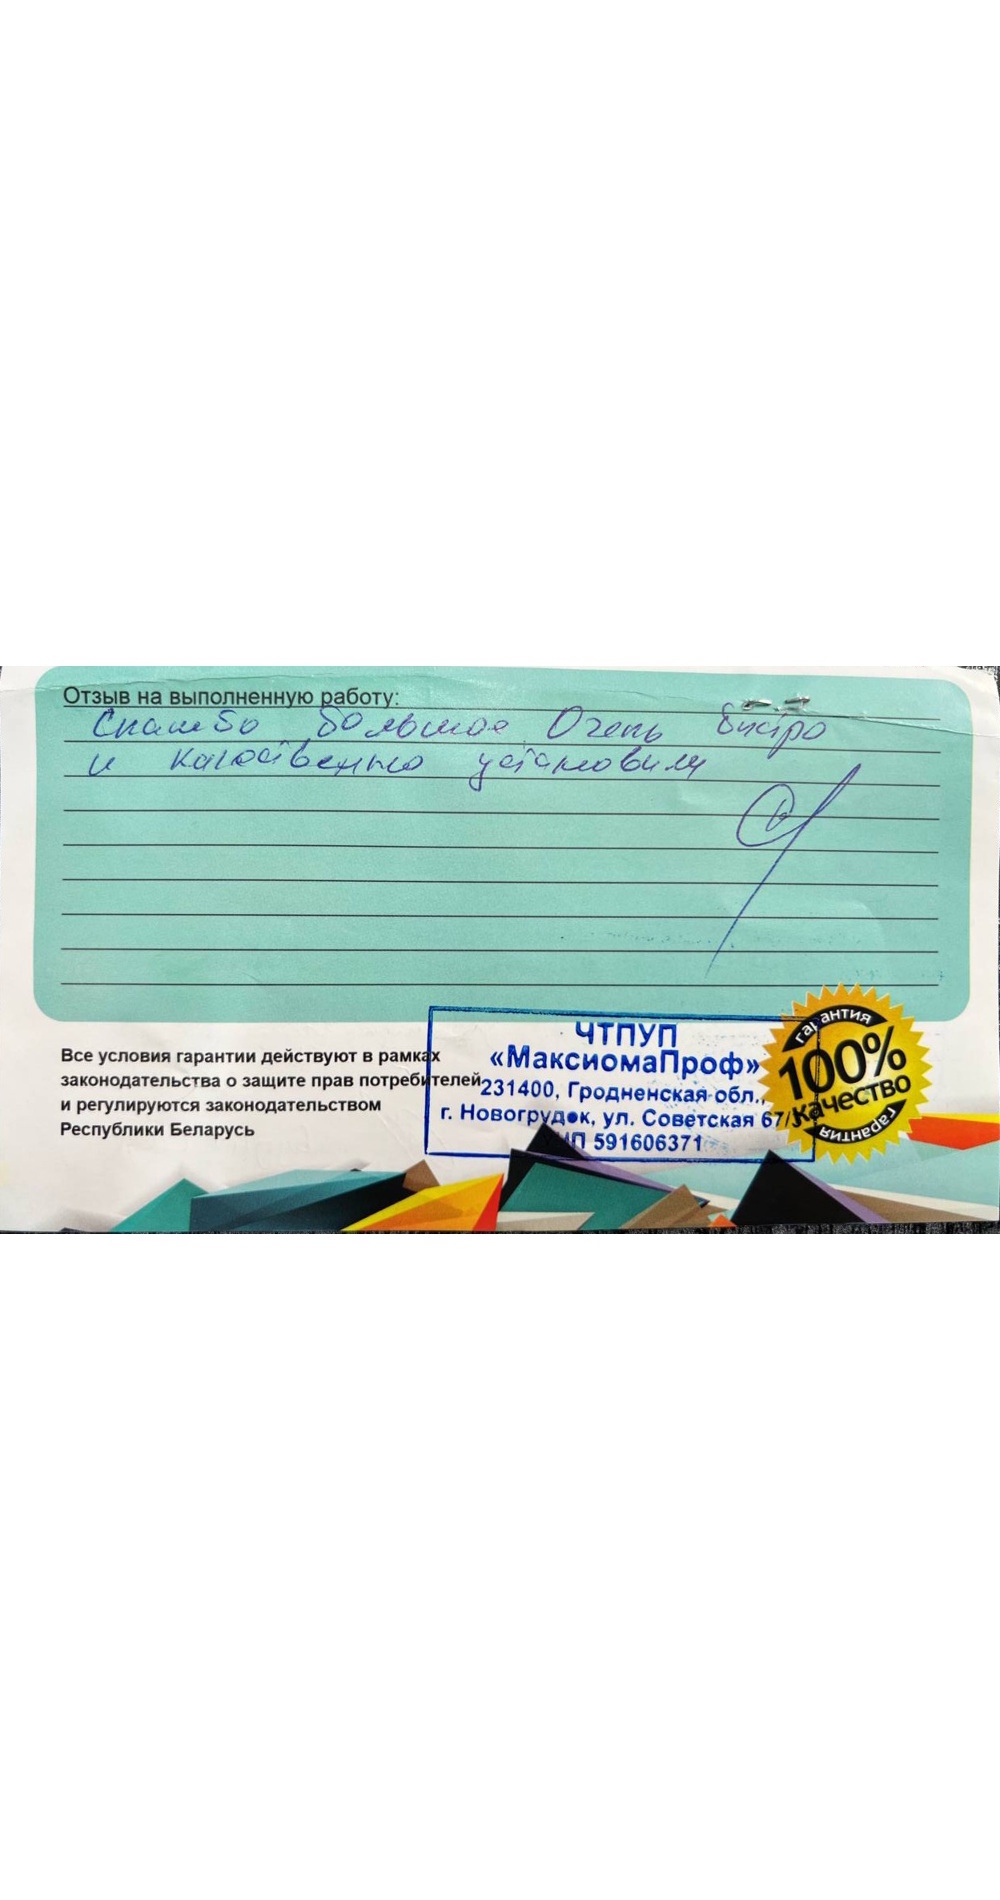 Отзыв на выполненную работу:
Спасибо большое. Очень быстро
и качественно установили
Все условия гарантии действуют в рамках
законодательства о защите прав потребителей
и регулируются законодательством
Республики Беларусь
ЧТПУП
«МаксиомаПроф»
231400, Гродненская обл.,
г. Новогрудок, ул. Советская 67/
УНП 591606371
гарантия
100%
качество
гарантия